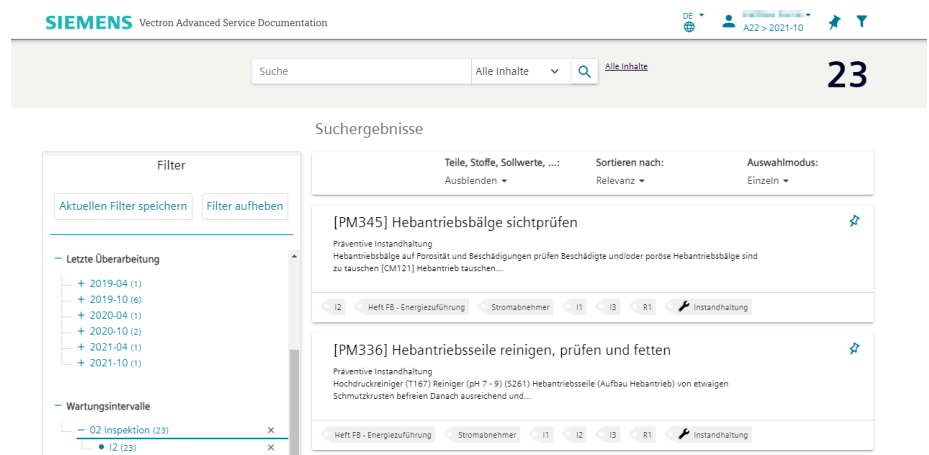 SIEMENS Vectron Advanced Service Documentation
DE
A22 > 2021-10
Suche
Alle Inhalte
Alle Inhalte
23
Suchergebnisse
Filter
Aktuellen Filter speichern
Filter aufheben
Letzte Überarbeitung
2019-04 (1)
2019-10 (6)
2020-04 (1)
2020-10 (2)
2021-04 (1)
2021-10 (1)
Wartungsintervalle
02 Inspektion (23)
I2 (23)
Teile, Stoffe, Sollwerte, ...:
Ausblenden
Sortieren nach:
Relevanz
Auswahlmodus:
Einzeln
[PM345] Hebantriebsbälge sichtprüfen
Präventive Instandhaltung
Hebantriebsbälge auf Porosität und Beschädigungen prüfen Beschädigte und/oder poröse Hebantriebsbälge sind
zu tauschen [CM121] Hebantrieb tauschen...
I2 Heft F8 - Energiezuführung Stromabnehmer I1 I3 R1 Instandhaltung
[PM336] Hebantriebsseile reinigen, prüfen und fetten
Präventive Instandhaltung
Hochdruckreiniger (T167) Reiniger (pH 7 - 9) (S261) Hebantriebsseile (Aufbau Hebantrieb) von etwaigen
Schmutzkrusten befreien Danach ausreichend und...
Heft F8 - Energiezuführung Stromabnehmer I1 I2 I3 R1 Instandhaltung